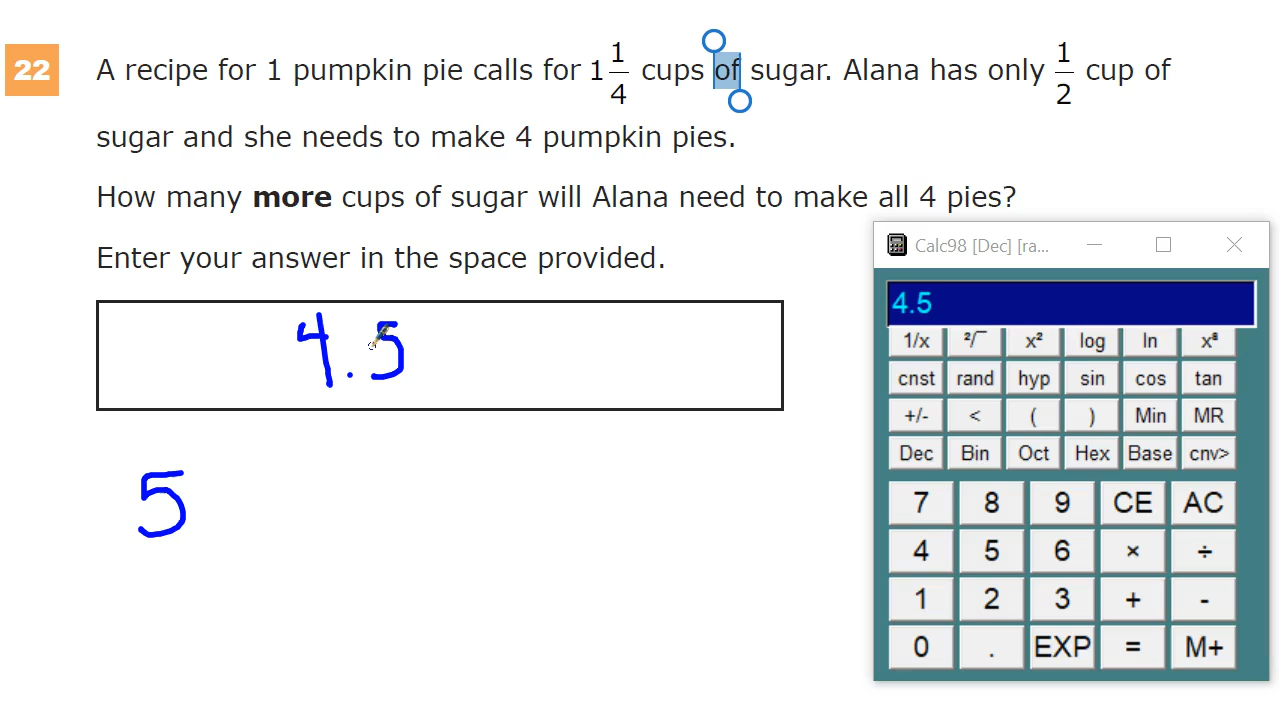 22 A recipe for 1 pumpkin pie calls for 1 1/4 cups of sugar. Alana has only 1/2 cup of
sugar and she needs to make 4 pumpkin pies.
How many more cups of sugar will Alana need to make all 4 pies?
Enter your answer in the space provided.
4.5
5
Calc98 [Dec] [ra...
4.5
1/x ²/‾ x² log ln xᵃ
cnst rand hyp sin cos tan
+/- < ( ) Min MR
Dec Bin Oct Hex Base cnv>
7 8 9 CE AC
4 5 6 × ÷
1 2 3 + -
0 . EXP = M+